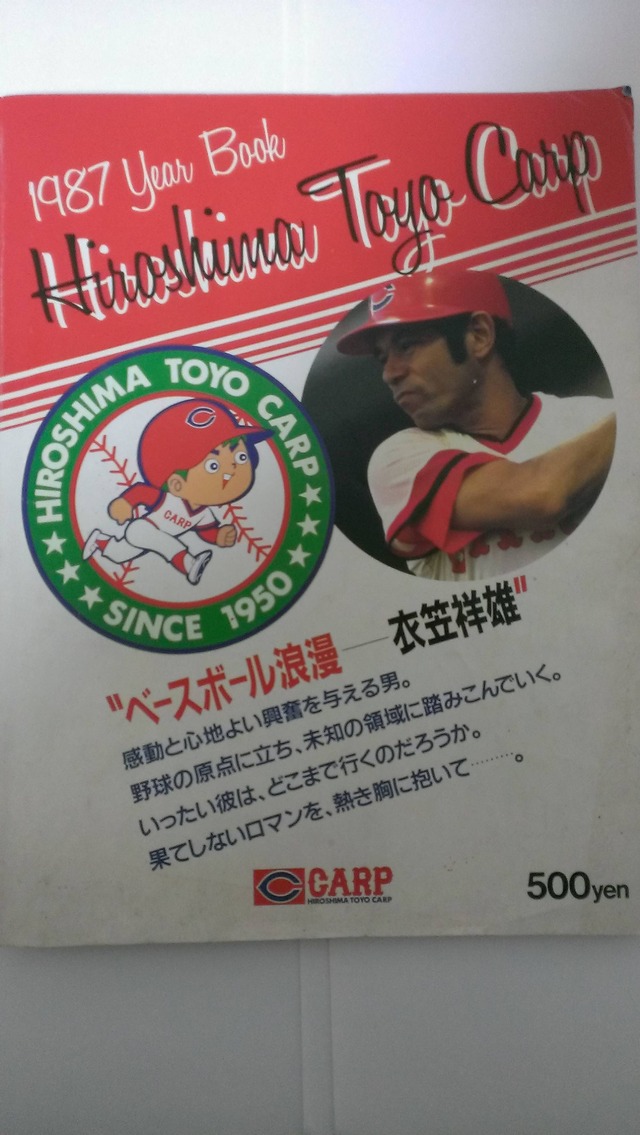 1987 Year Book
Hiroshima Toyo Carp
HIROSHIMA TOYO CARP
SINCE 1950
CARP
"ベースボール浪漫──衣笠祥雄"
感動と心地よい興奮を与える男。
野球の原点に立ち、未知の領域に踏みこんでいく。
いったい彼は、どこまで行くのだろうか。
果てしないロマンを、熱き胸に抱いて………。
C CARP
HIROSHIMA TOYO CARP
500yen